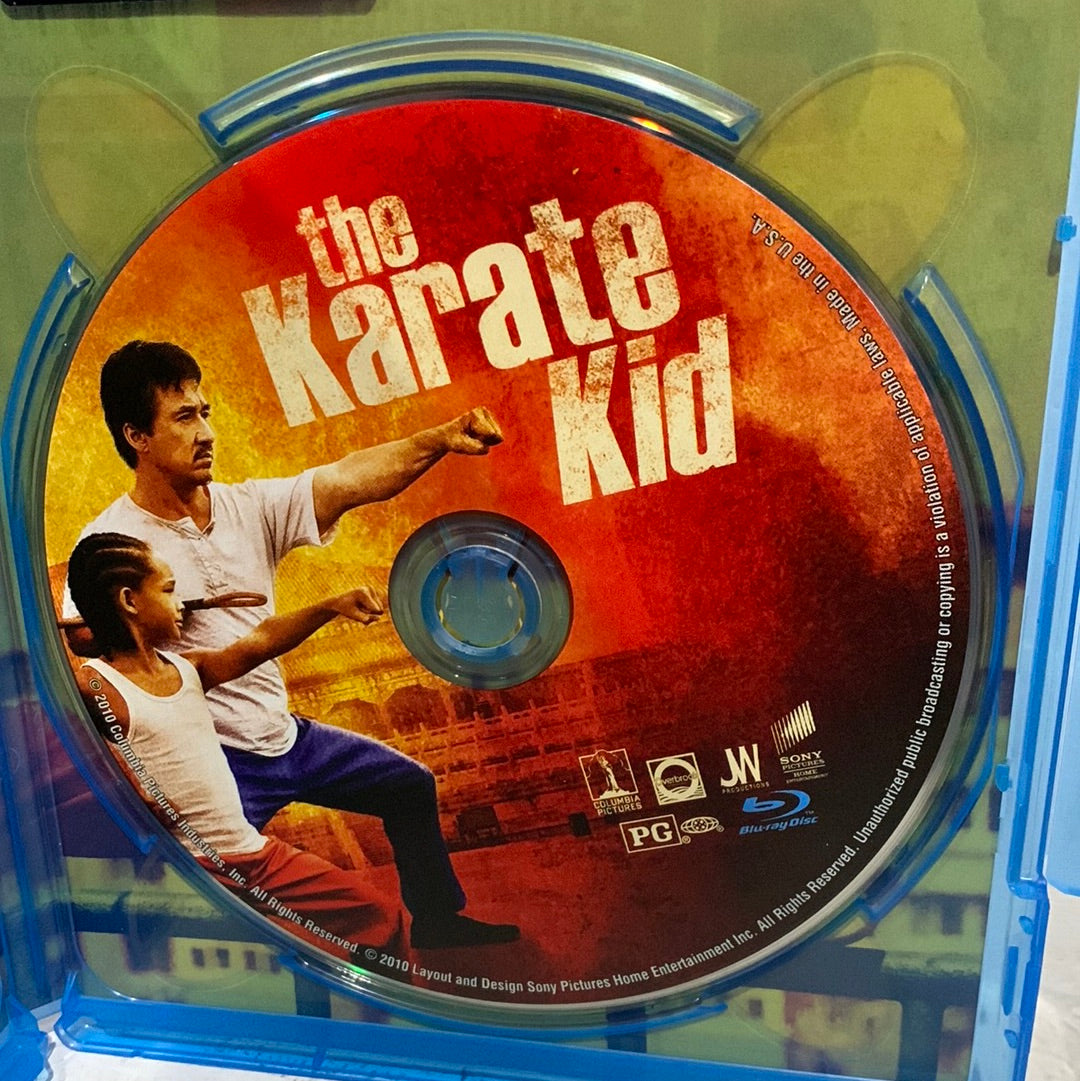 the
Karate
Kid
COLUMBIA
PICTURES
JW
PRODUCTIONS
SONY
PICTURES
HOME
ENTERTAINMENT
PG
Blu-ray Disc
© 2010 Columbia Pictures Industries, Inc. All Rights Reserved. © 2010 Layout and Design Sony Pictures Home Entertainment Inc. All Rights Reserved. Unauthorized public broadcasting or copying is a violation of applicable laws. Made in the U.S.A.